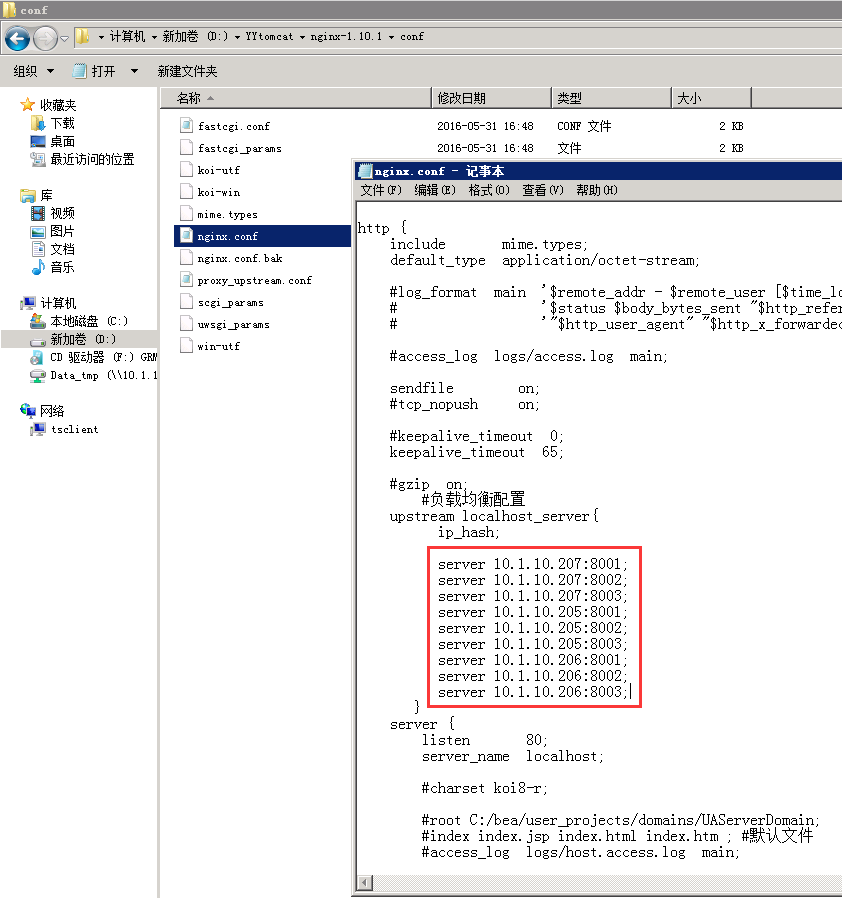 conf
计算机 新加卷 (D:) YYtomcat nginx-1.10.1 conf
组织 打开 新建文件夹
收藏夹
下载
桌面
最近访问的位置
库
视频
图片
文档
音乐
计算机
本地磁盘 (C:)
新加卷 (D:)
CD 驱动器 (F:) GRM
Data_tmp (\\10.1.1
网络
tsclient
名称 修改日期 类型 大小
fastcgi.conf 2016-05-31 16:48 CONF 文件 2 KB
fastcgi_params 2016-05-31 16:48 文件 2 KB
koi-utf
koi-win
mime.types
nginx.conf
nginx.conf.bak
proxy_upstream.conf
scgi_params
uwsgi_params
win-utf
nginx.conf - 记事本
文件(F) 编辑(E) 格式(O) 查看(V) 帮助(H)
http {
include mime.types;
default_type application/octet-stream;
#log_format main '$remote_addr - $remote_user [$time_lo
# '$status $body_bytes_sent "$http_refer
# '"$http_user_agent" "$http_x_forwarded
#access_log logs/access.log main;
sendfile on;
#tcp_nopush on;
#keepalive_timeout 0;
keepalive_timeout 65;
#gzip on;
#负载均衡配置
upstream localhost_server{
ip_hash;
server 10.1.10.207:8001;
server 10.1.10.207:8002;
server 10.1.10.207:8003;
server 10.1.10.205:8001;
server 10.1.10.205:8002;
server 10.1.10.205:8003;
server 10.1.10.206:8001;
server 10.1.10.206:8002;
server 10.1.10.206:8003;
}
server {
listen 80;
server_name localhost;
#charset koi8-r;
#root C:/bea/user_projects/domains/UAServerDomain;
#index index.jsp index.html index.htm ; #默认文件
#access_log logs/host.access.log main;